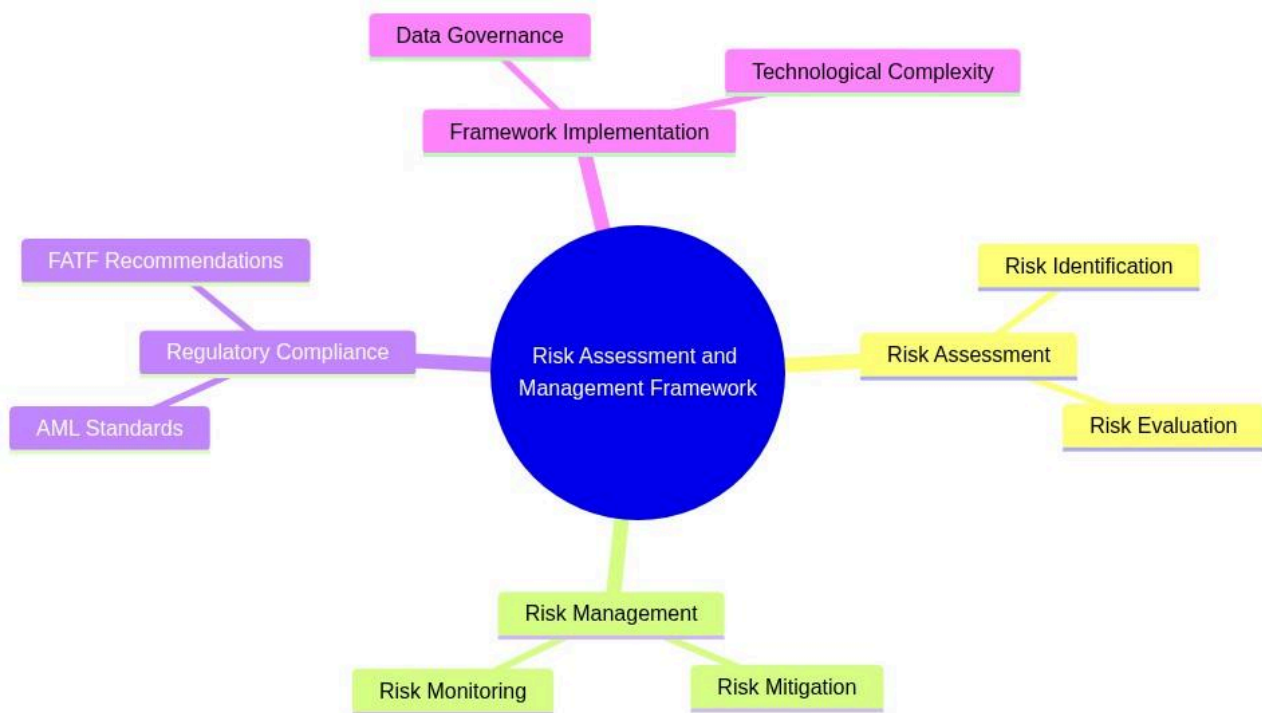 Data Governance
Technological Complexity
Framework Implementation
FATF Recommendations
Risk Identification
Regulatory Compliance
Risk Assessment and
Management Framework
Risk Assessment
AML Standards
Risk Evaluation
Risk Management
Risk Monitoring
Risk Mitigation